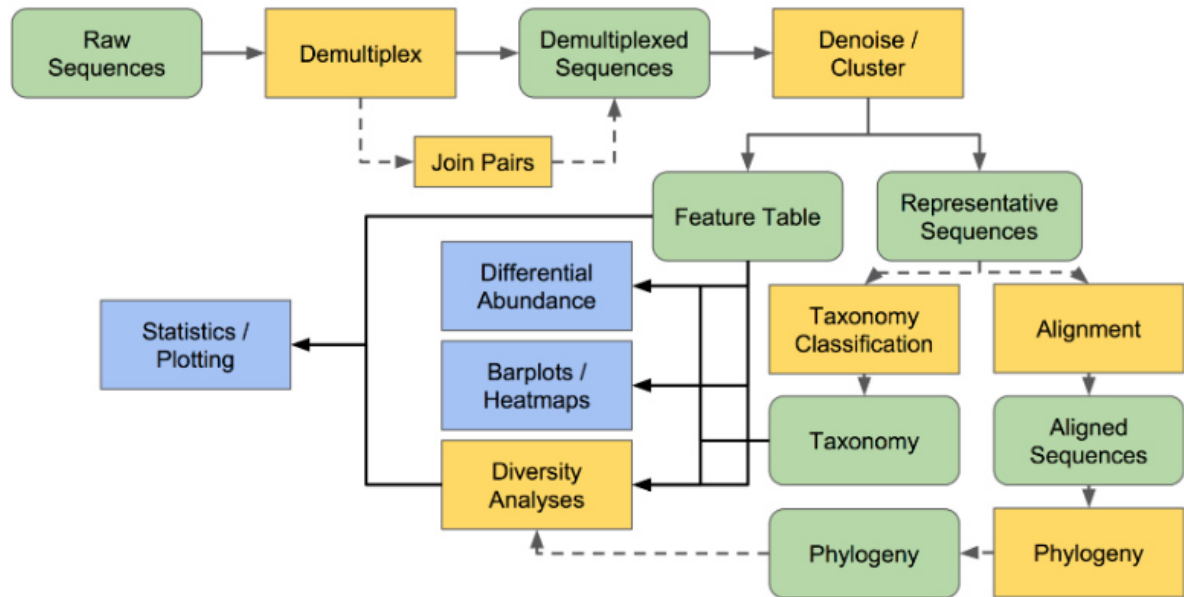 Raw
Sequences
Demultiplex
Demultiplexed
Sequences
Denoise /
Cluster
Join Pairs
Feature Table
Representative
Sequences
Differential
Abundance
Statistics /
Plotting
Taxonomy
Classification
Alignment
Barplots /
Heatmaps
Taxonomy
Aligned
Sequences
Diversity
Analyses
Phylogeny
Phylogeny